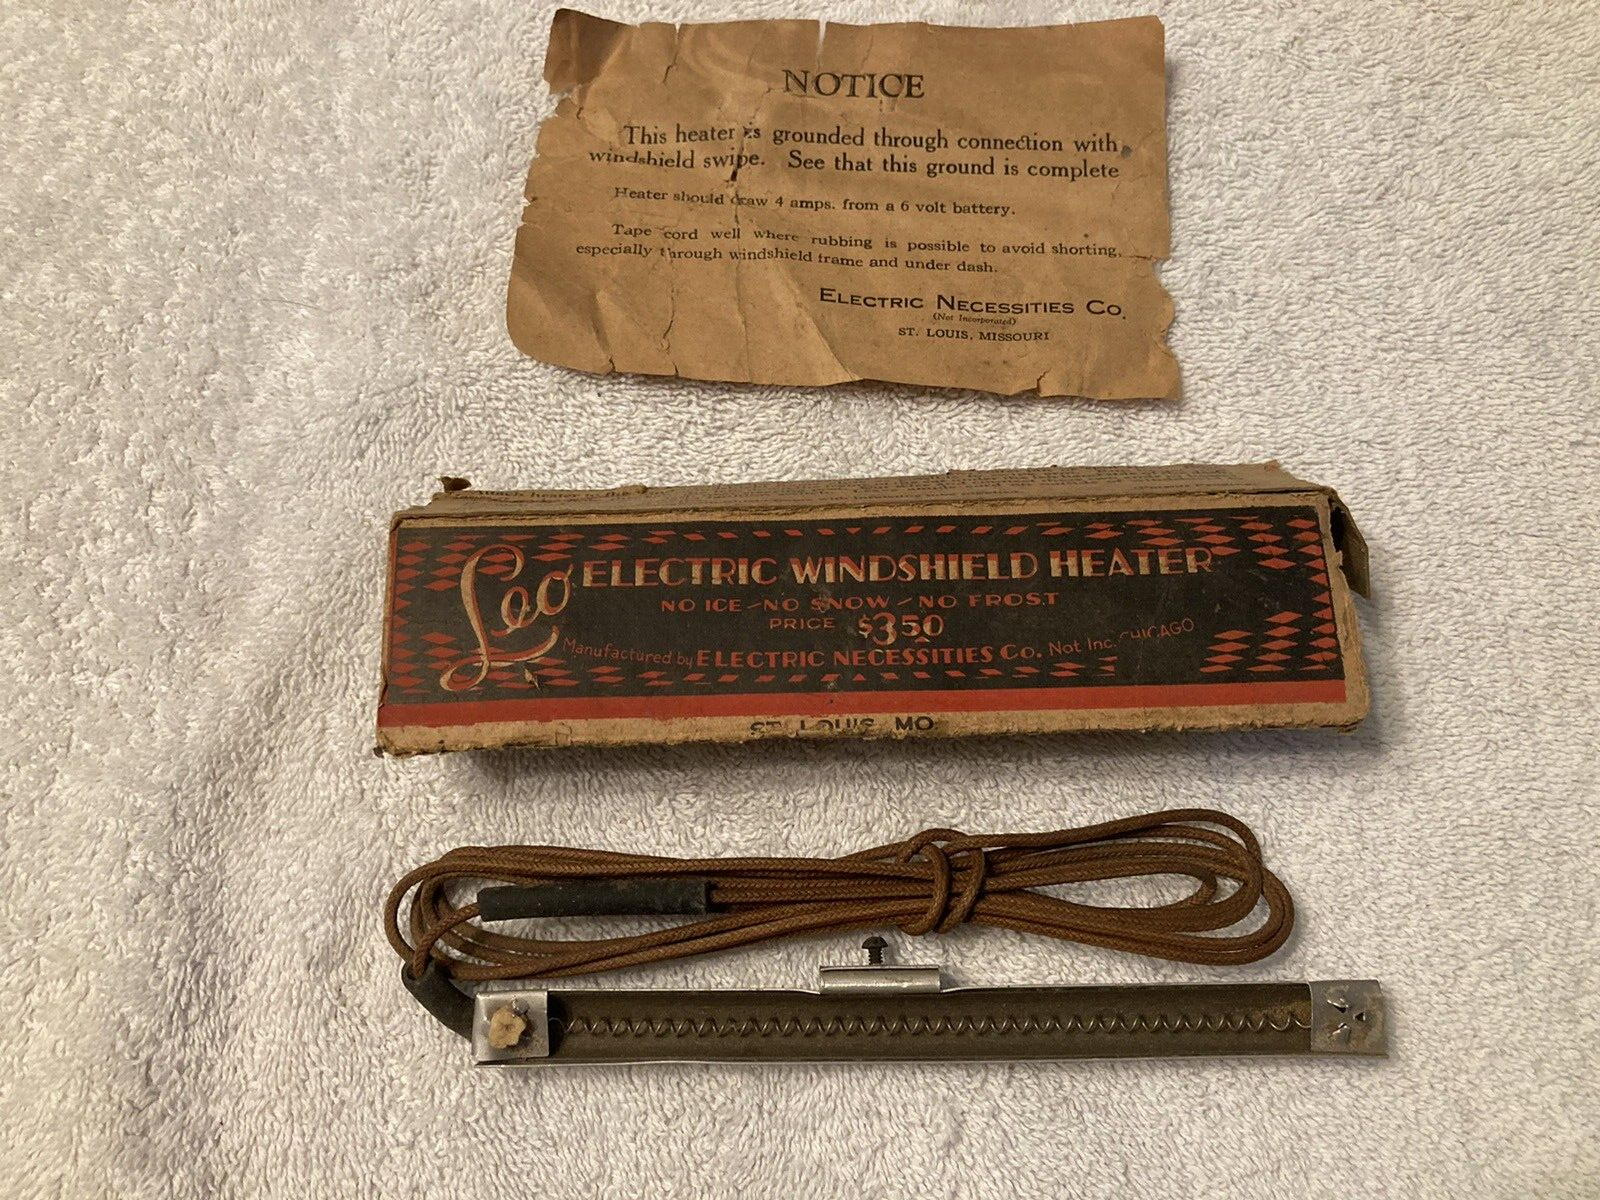 NOTICE
This heater is grounded through connection with
windshield swipe. See that this ground is complete
Heater should draw 4 amps. from a 6 volt battery.
Tape cord well where rubbing is possible to avoid shorting,
especially through windshield frame and under dash.
ELECTRIC NECESSITIES CO.
(Not Incorporated)
ST. LOUIS, MISSOURI
Leo ELECTRIC WINDSHIELD HEATER
NO ICE - NO SNOW - NO FROST
PRICE $3.50
Manufactured by ELECTRIC NECESSITIES Co. Not Inc. CHICAGO
ST. LOUIS, MO.